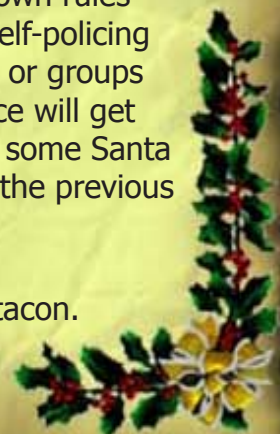 own rules
elf-policing
or groups
ce will get
some Santa
the previous
tacon.